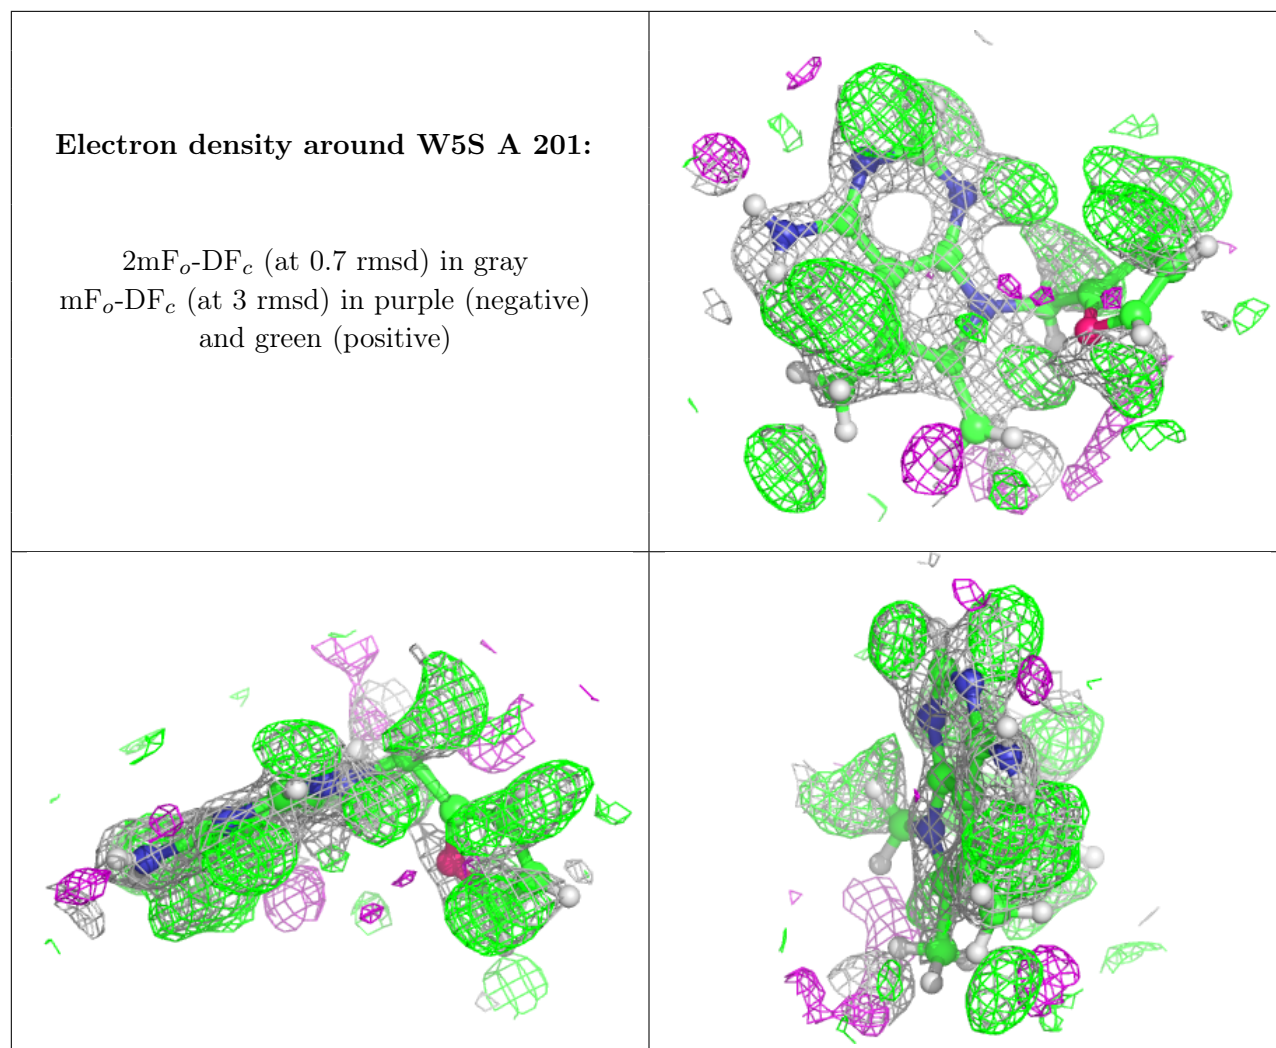 Electron density around W5S A 201:
2mFo-DFc (at 0.7 rmsd) in gray
mFo-DFc (at 3 rmsd) in purple (negative)
and green (positive)